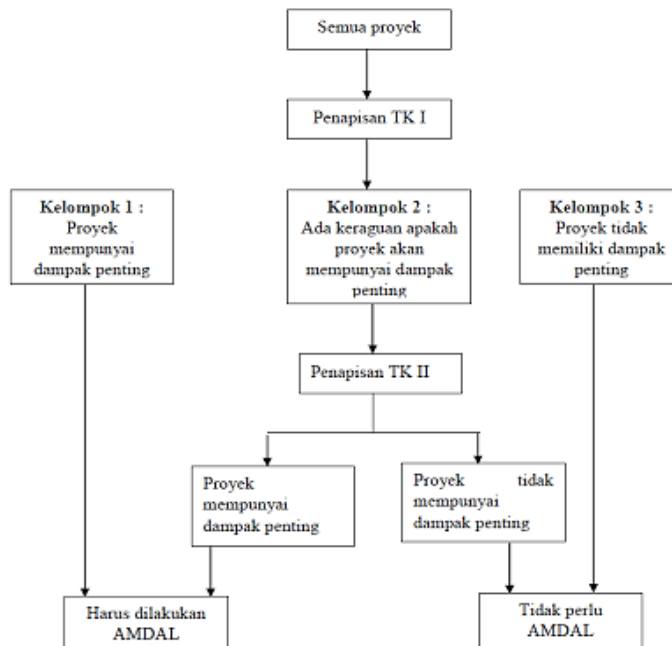 Semua proyek
Penapisan TK I
Kelompok 1 :
Proyek
mempunyai
dampak penting
Kelompok 2 :
Ada keraguan apakah
proyek akan
mempunyai dampak
penting
Kelompok 3 :
Proyek tidak
memiliki dampak
penting
Penapisan TK II
Proyek
mempunyai
dampak penting
Proyek tidak
mempunyai
dampak penting
Harus dilakukan
AMDAL
Tidak perlu
AMDAL